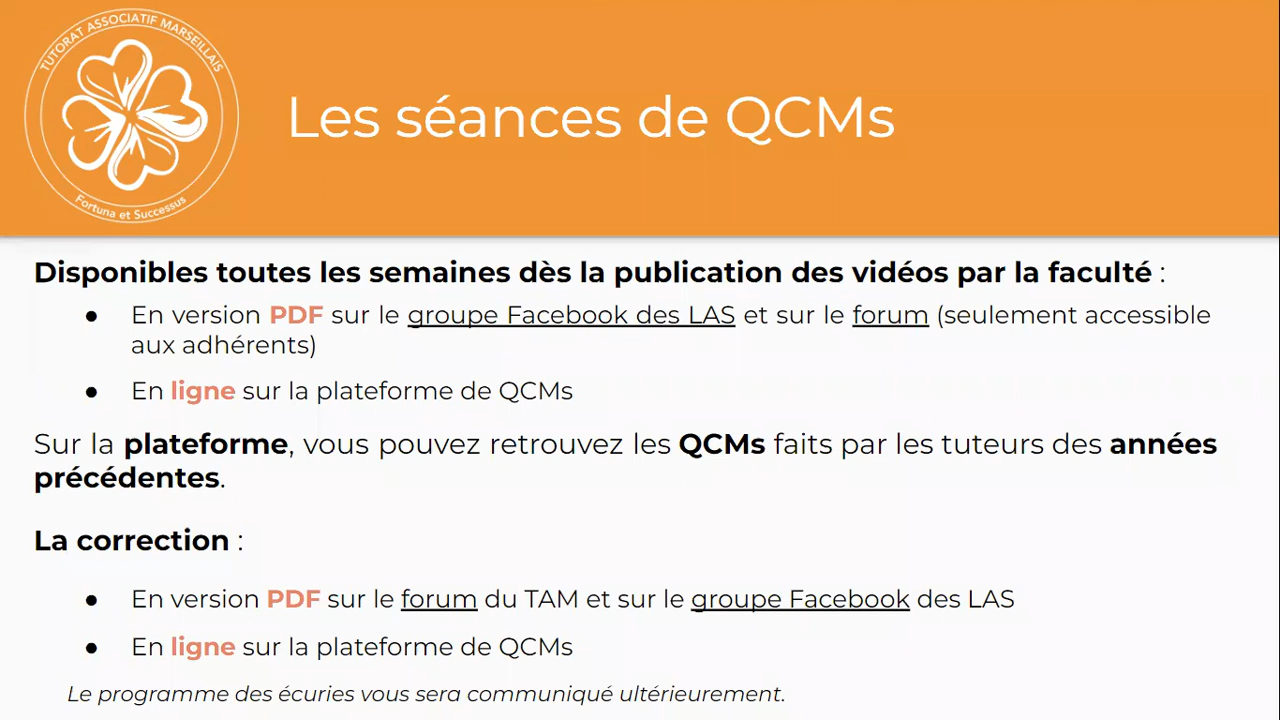 TUTORAT ASSOCIATIF MARSEILLAIS
Fortuna et Successus
Les séances de QCMs
Disponibles toutes les semaines dès la publication des vidéos par la faculté :
● En version PDF sur le groupe Facebook des LAS et sur le forum (seulement accessible
aux adhérents)
● En ligne sur la plateforme de QCMs
Sur la plateforme, vous pouvez retrouvez les QCMs faits par les tuteurs des années
précédentes.
La correction :
● En version PDF sur le forum du TAM et sur le groupe Facebook des LAS
● En ligne sur la plateforme de QCMs
Le programme des écuries vous sera communiqué ultérieurement.